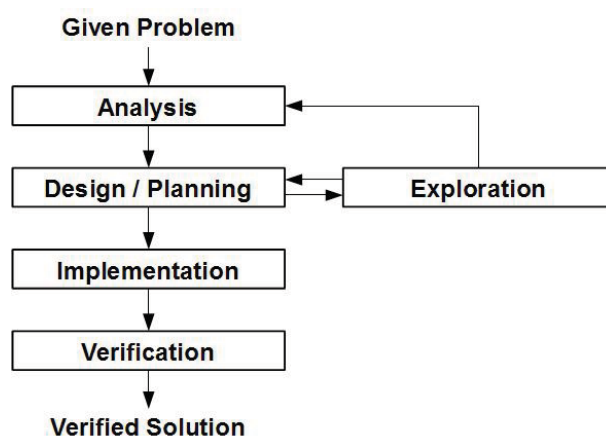 Given Problem
Analysis
Design / Planning
Exploration
Implementation
Verification
Verified Solution